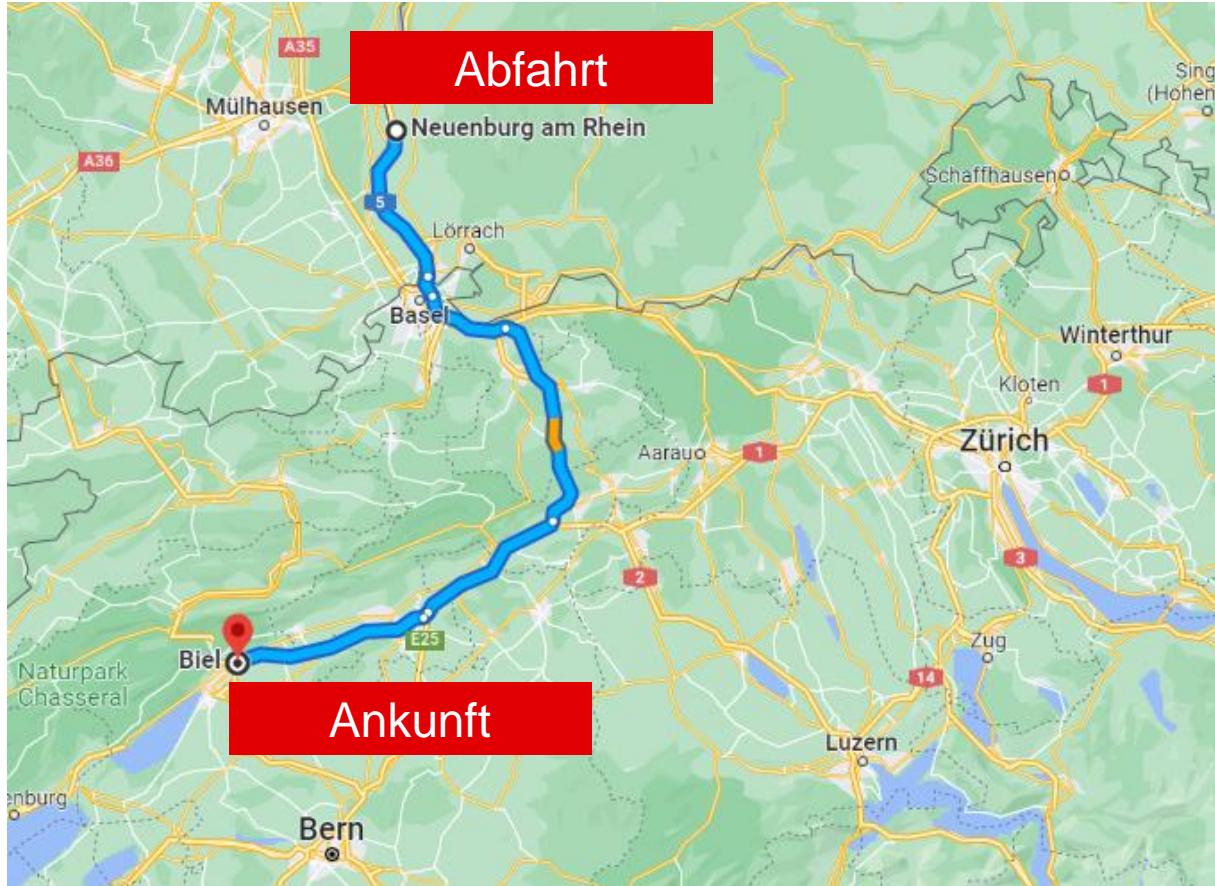 Abfahrt
A35
Mülhausen
Neuenburg am Rhein
Sing
(Hohen
A36
Schaffhausen
5
Lörrach
Basel
Winterthur
Kloten
1
Zürich
Aarau
1
3
2
E25
Biel
Zug
Naturpark
Chasseral
14
Ankunft
Luzern
enburg
Bern